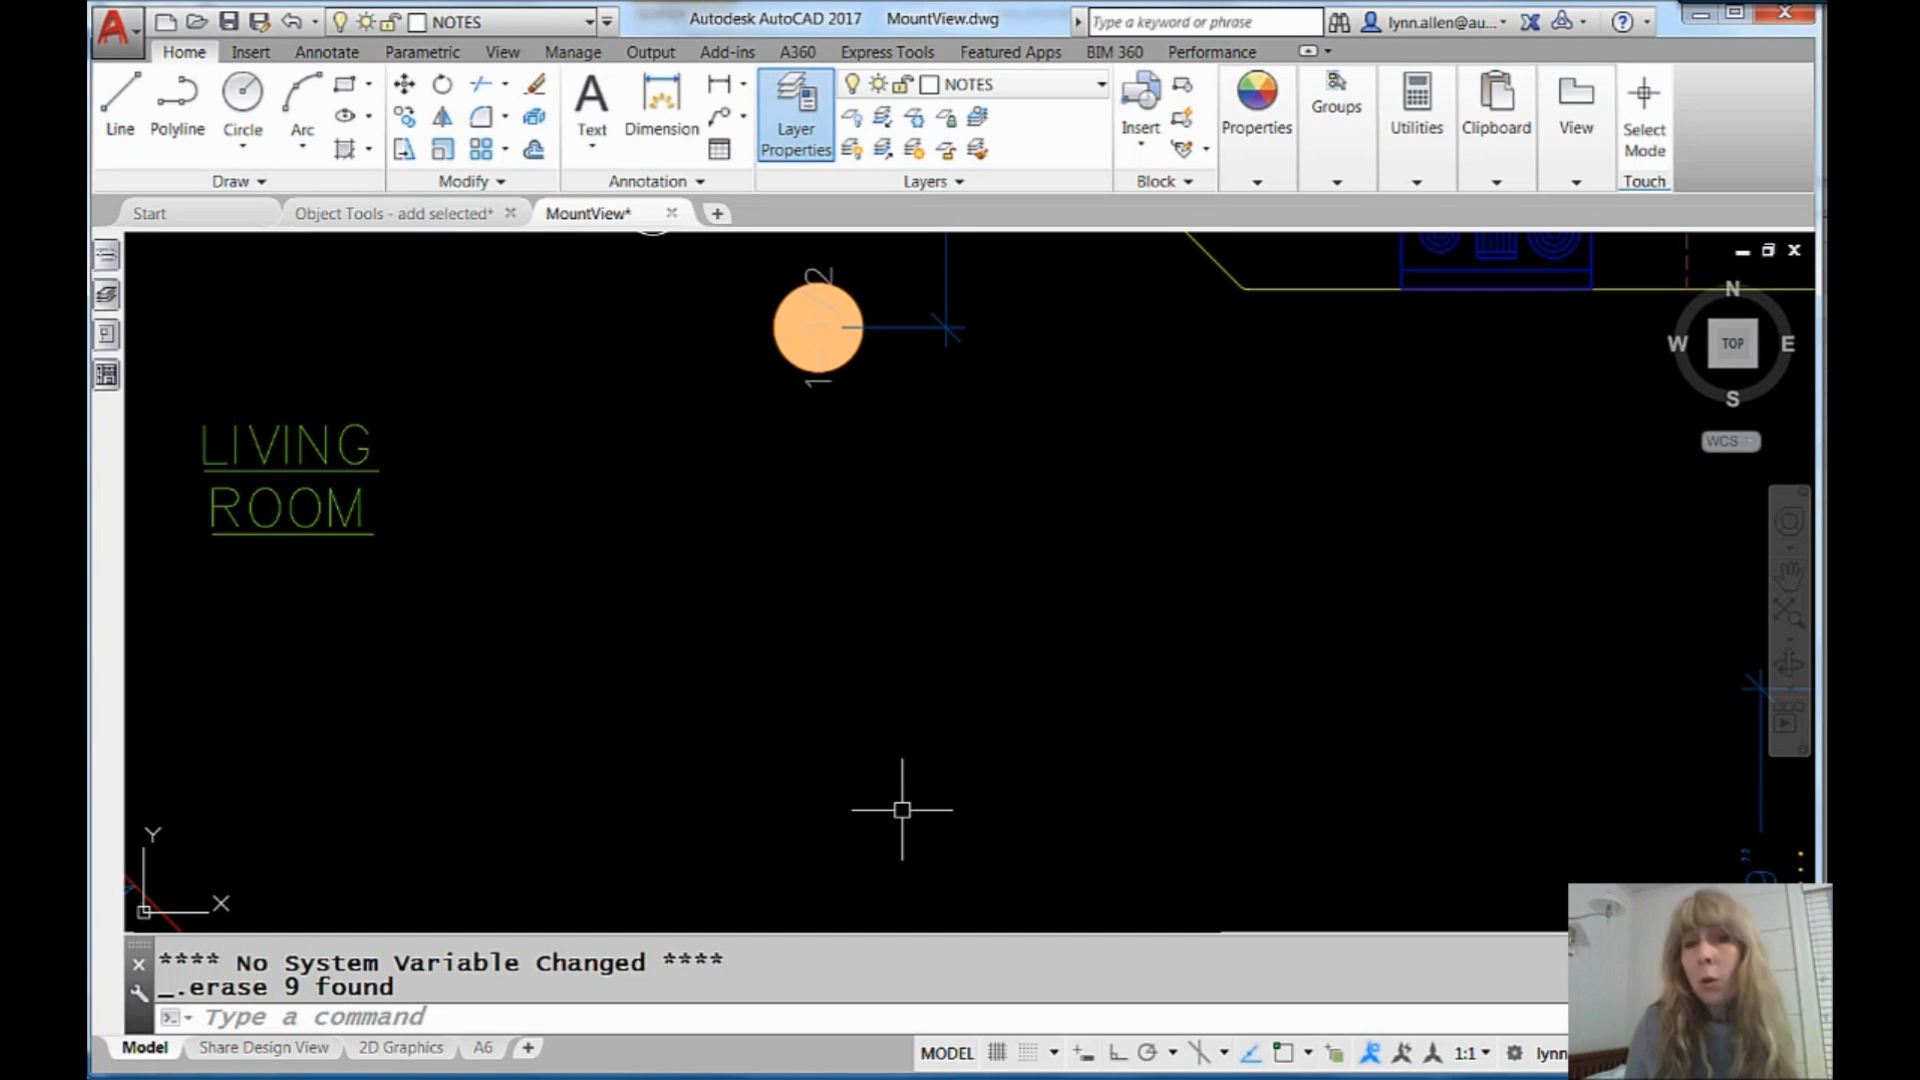 NOTES
Autodesk AutoCAD 2017 MountView.dwg
Type a keyword or phrase
lynn.allen@au...
Home Insert Annotate Parametric View Manage Output Add-ins A360 Express Tools Featured Apps BIM 360 Performance
NOTES
Line Polyline Circle Arc
Text Dimension
Layer
Properties
Insert
Properties
Groups
Utilities
Clipboard
View
Select
Mode
Draw Modify Annotation Layers Block Touch
Start Object Tools - add selected* MountView*
N
W TOP E
S
WCS
LIVING
ROOM
Y
X
**** No System Variable Changed ****
_.erase 9 found
Type a command
Model Share Design View 2D Graphics A6
MODEL 1:1 lynn